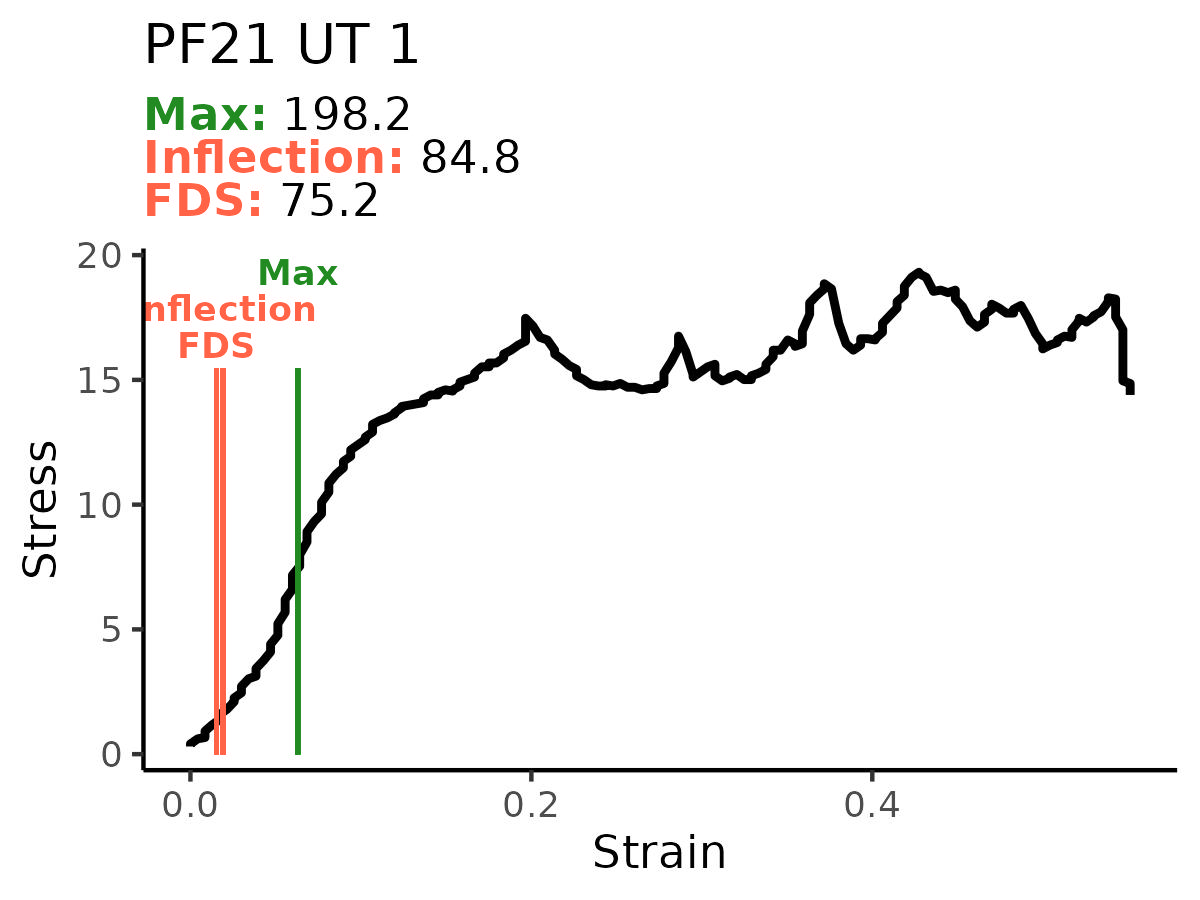 PF21 UT 1
Max: 198.2
Inflection: 84.8
FDS: 75.2
Max
nflection
FDS
20
15
10
5
0
Stress
0.0 0.2 0.4
Strain